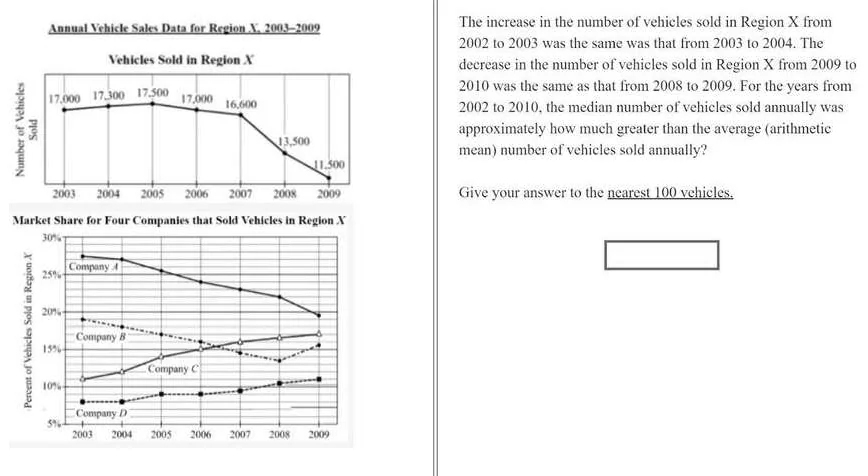 Annual Vehicle Sales Data for Region X, 2003–2009
Vehicles Sold in Region X
Number of Vehicles
Sold
17,000 17,300 17,500 17,000 16,600 13,500 11,500
2003 2004 2005 2006 2007 2008 2009
Market Share for Four Companies that Sold Vehicles in Region X
Percent of Vehicles Sold in Region X
30%
25%
20%
15%
10%
5%
Company A
Company B
Company C
Company D
2003 2004 2005 2006 2007 2008 2009
The increase in the number of vehicles sold in Region X from
2002 to 2003 was the same was that from 2003 to 2004. The
decrease in the number of vehicles sold in Region X from 2009 to
2010 was the same as that from 2008 to 2009. For the years from
2002 to 2010, the median number of vehicles sold annually was
approximately how much greater than the average (arithmetic
mean) number of vehicles sold annually?
Give your answer to the nearest 100 vehicles.